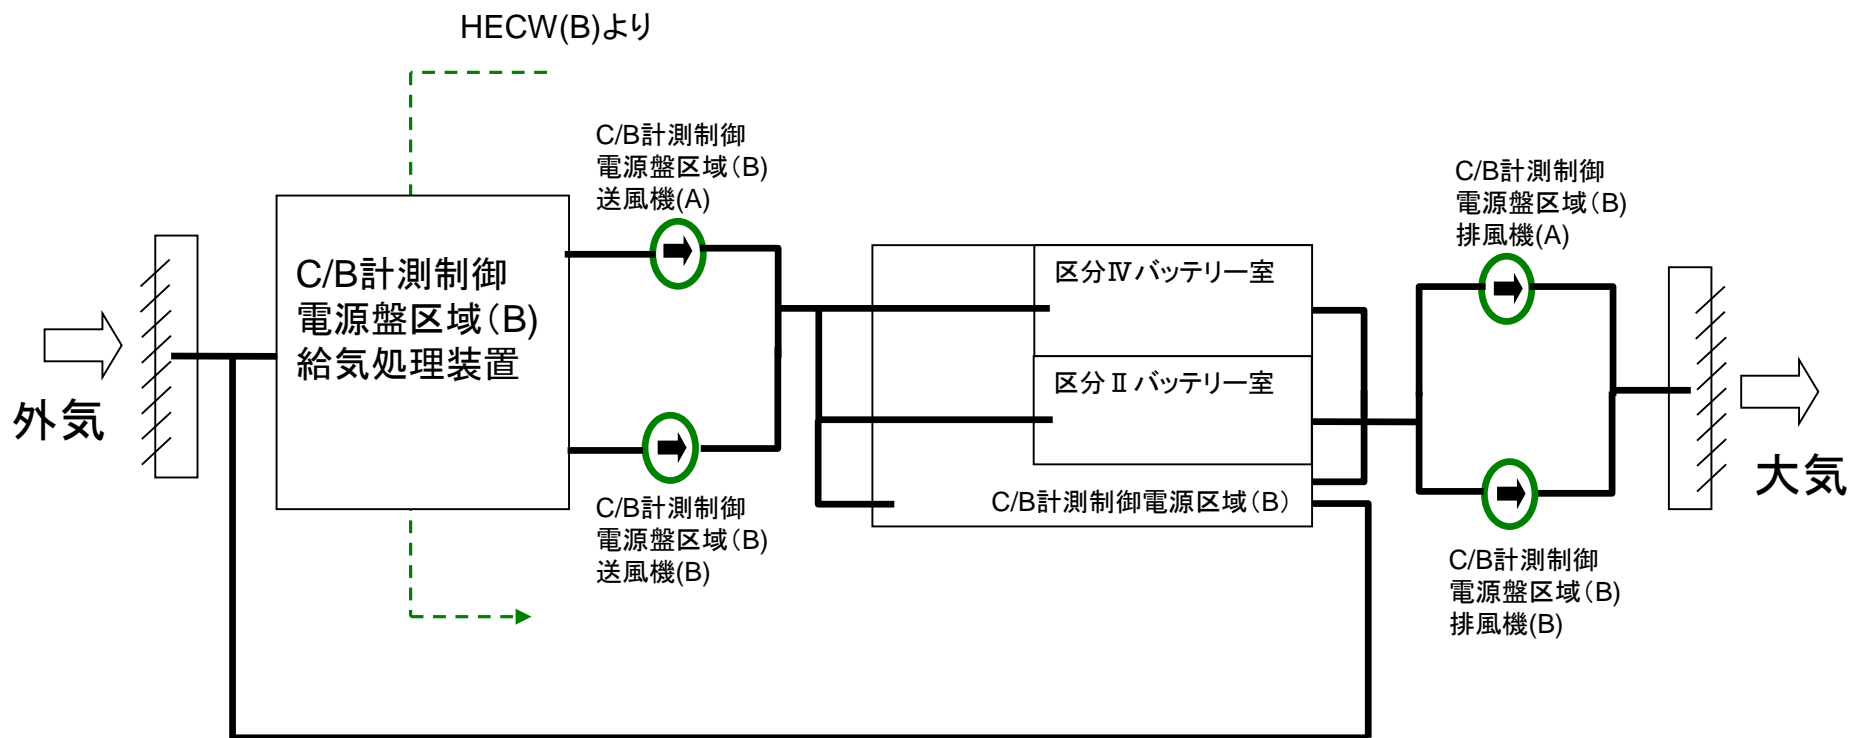 HECW(B)より
C/B計測制御
電源盤区域（B)
送風機(A)
C/B計測制御
電源盤区域（B)
排風機(A)
C/B計測制御
電源盤区域（B)
給気処理装置
区分Ⅳバッテリー室
区分Ⅱバッテリー室
C/B計測制御電源区域（B）
外気
大気
C/B計測制御
電源盤区域（B)
送風機(B)
C/B計測制御
電源盤区域（B)
排風機(B)